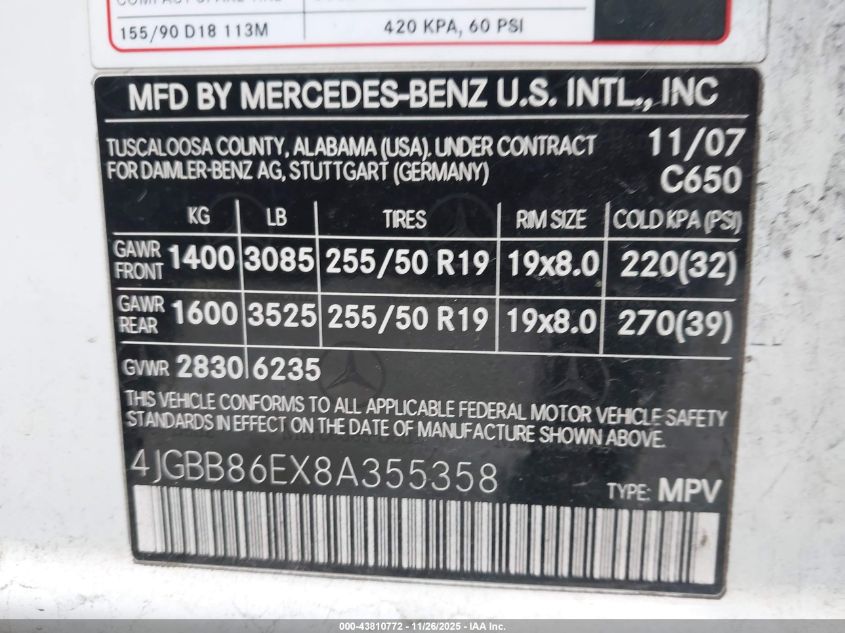 155/90 D18 113M 420 KPA, 60 PSI
MFD BY MERCEDES-BENZ U.S. INTL., INC
TUSCALOOSA COUNTY, ALABAMA (USA), UNDER CONTRACT 11/07
FOR DAIMLER-BENZ AG, STUTTGART (GERMANY) C650
KG LB TIRES RIM SIZE COLD KPA (PSI)
GAWR FRONT 1400 3085 255/50 R19 19x8.0 220(32)
GAWR REAR 1600 3525 255/50 R19 19x8.0 270(39)
GVWR 2830 6235
THIS VEHICLE CONFORMS TO ALL APPLICABLE FEDERAL MOTOR VEHICLE SAFETY
STANDARDS IN EFFECT ON THE DATE OF MANUFACTURE SHOWN ABOVE.
4JGBB86EX8A355358
TYPE: MPV
000-43810772 - 11/26/2025 - IAA Inc.